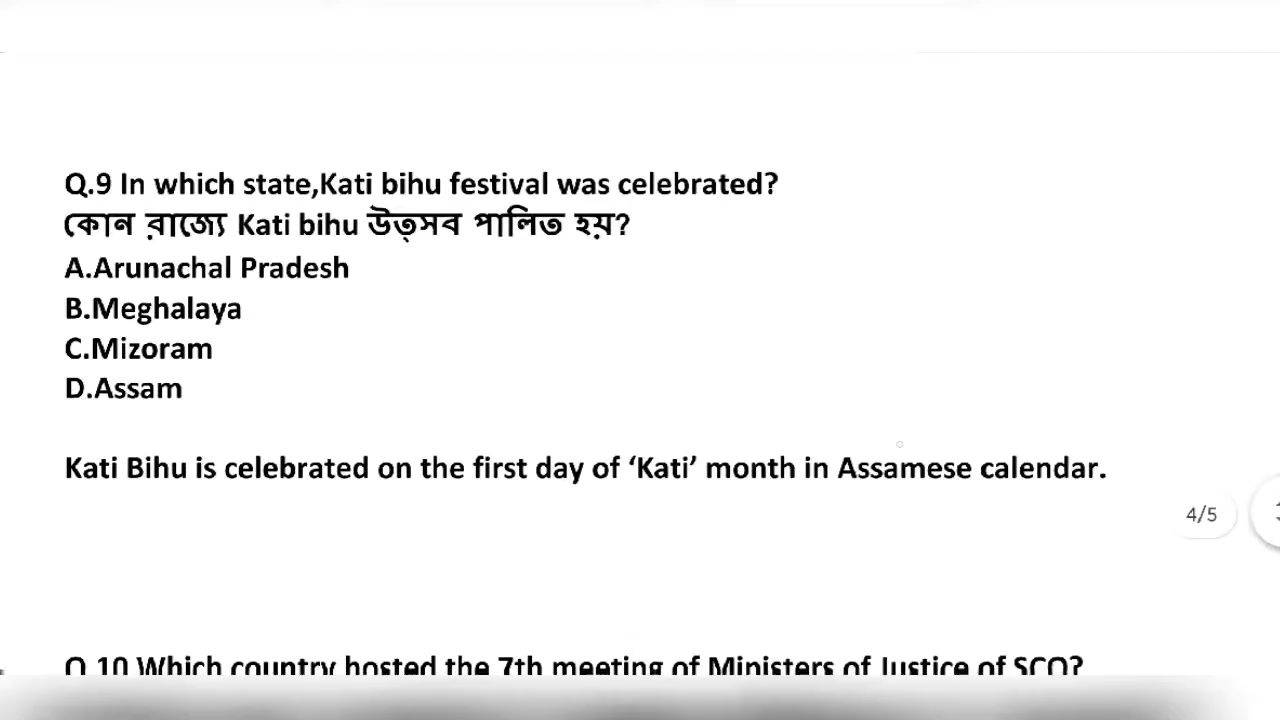 Q.9 In which state,Kati bihu festival was celebrated?
কোন রাজ্যে Kati bihu উত্সব পালিত হয়?
A.Arunachal Pradesh
B.Meghalaya
C.Mizoram
D.Assam
Kati Bihu is celebrated on the first day of ‘Kati’ month in Assamese calendar.
4/5
Q.10 Which country hosted the 7th meeting of Ministers of Justice of SCO?